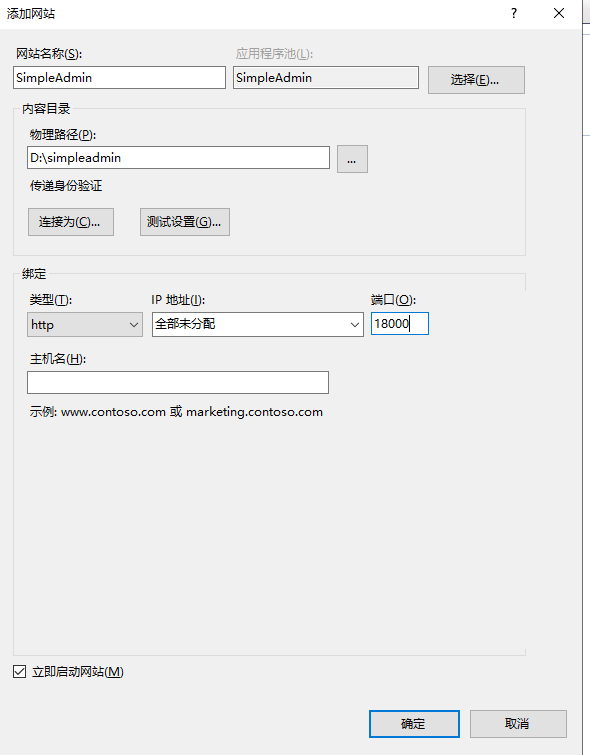 添加网站
?
网站名称(S):
应用程序池(L):
SimpleAdmin
SimpleAdmin
选择(E)...
内容目录
物理路径(P):
D:\simpleadmin
...
传递身份验证
连接为(C)...
测试设置(G)...
绑定
类型(T):
IP 地址(I):
端口(O):
http
全部未分配
18000
主机名(H):
示例: www.contoso.com 或 marketing.contoso.com
立即启动网站(M)
确定
取消